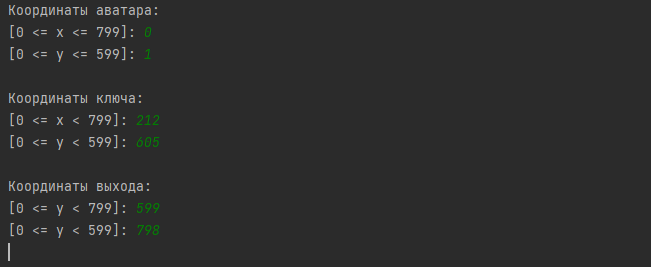 Координаты аватара:
[0 <= x <= 799]: 0
[0 <= y <= 599]: 1
Координаты ключа:
[0 <= x < 799]: 212
[0 <= y < 599]: 605
Координаты выхода:
[0 <= y < 799]: 599
[0 <= y < 599]: 798